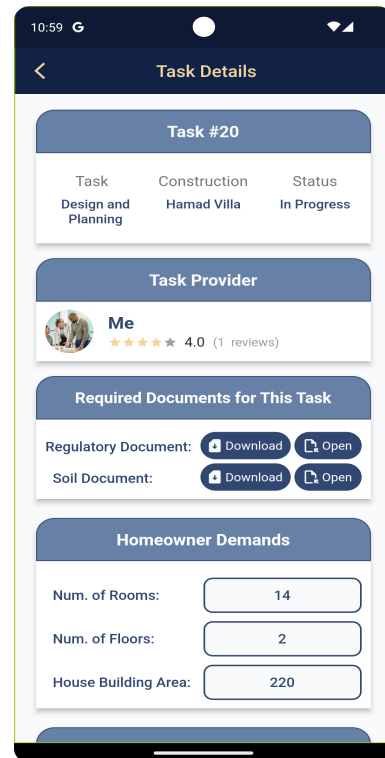 10:59 G
Task Details
Task #20
Task Construction Status
Design and Planning Hamad Villa In Progress
Task Provider
Me
4.0 (1 reviews)
Required Documents for This Task
Regulatory Document: Download Open
Soil Document: Download Open
Homeowner Demands
Num. of Rooms: 14
Num. of Floors: 2
House Building Area: 220